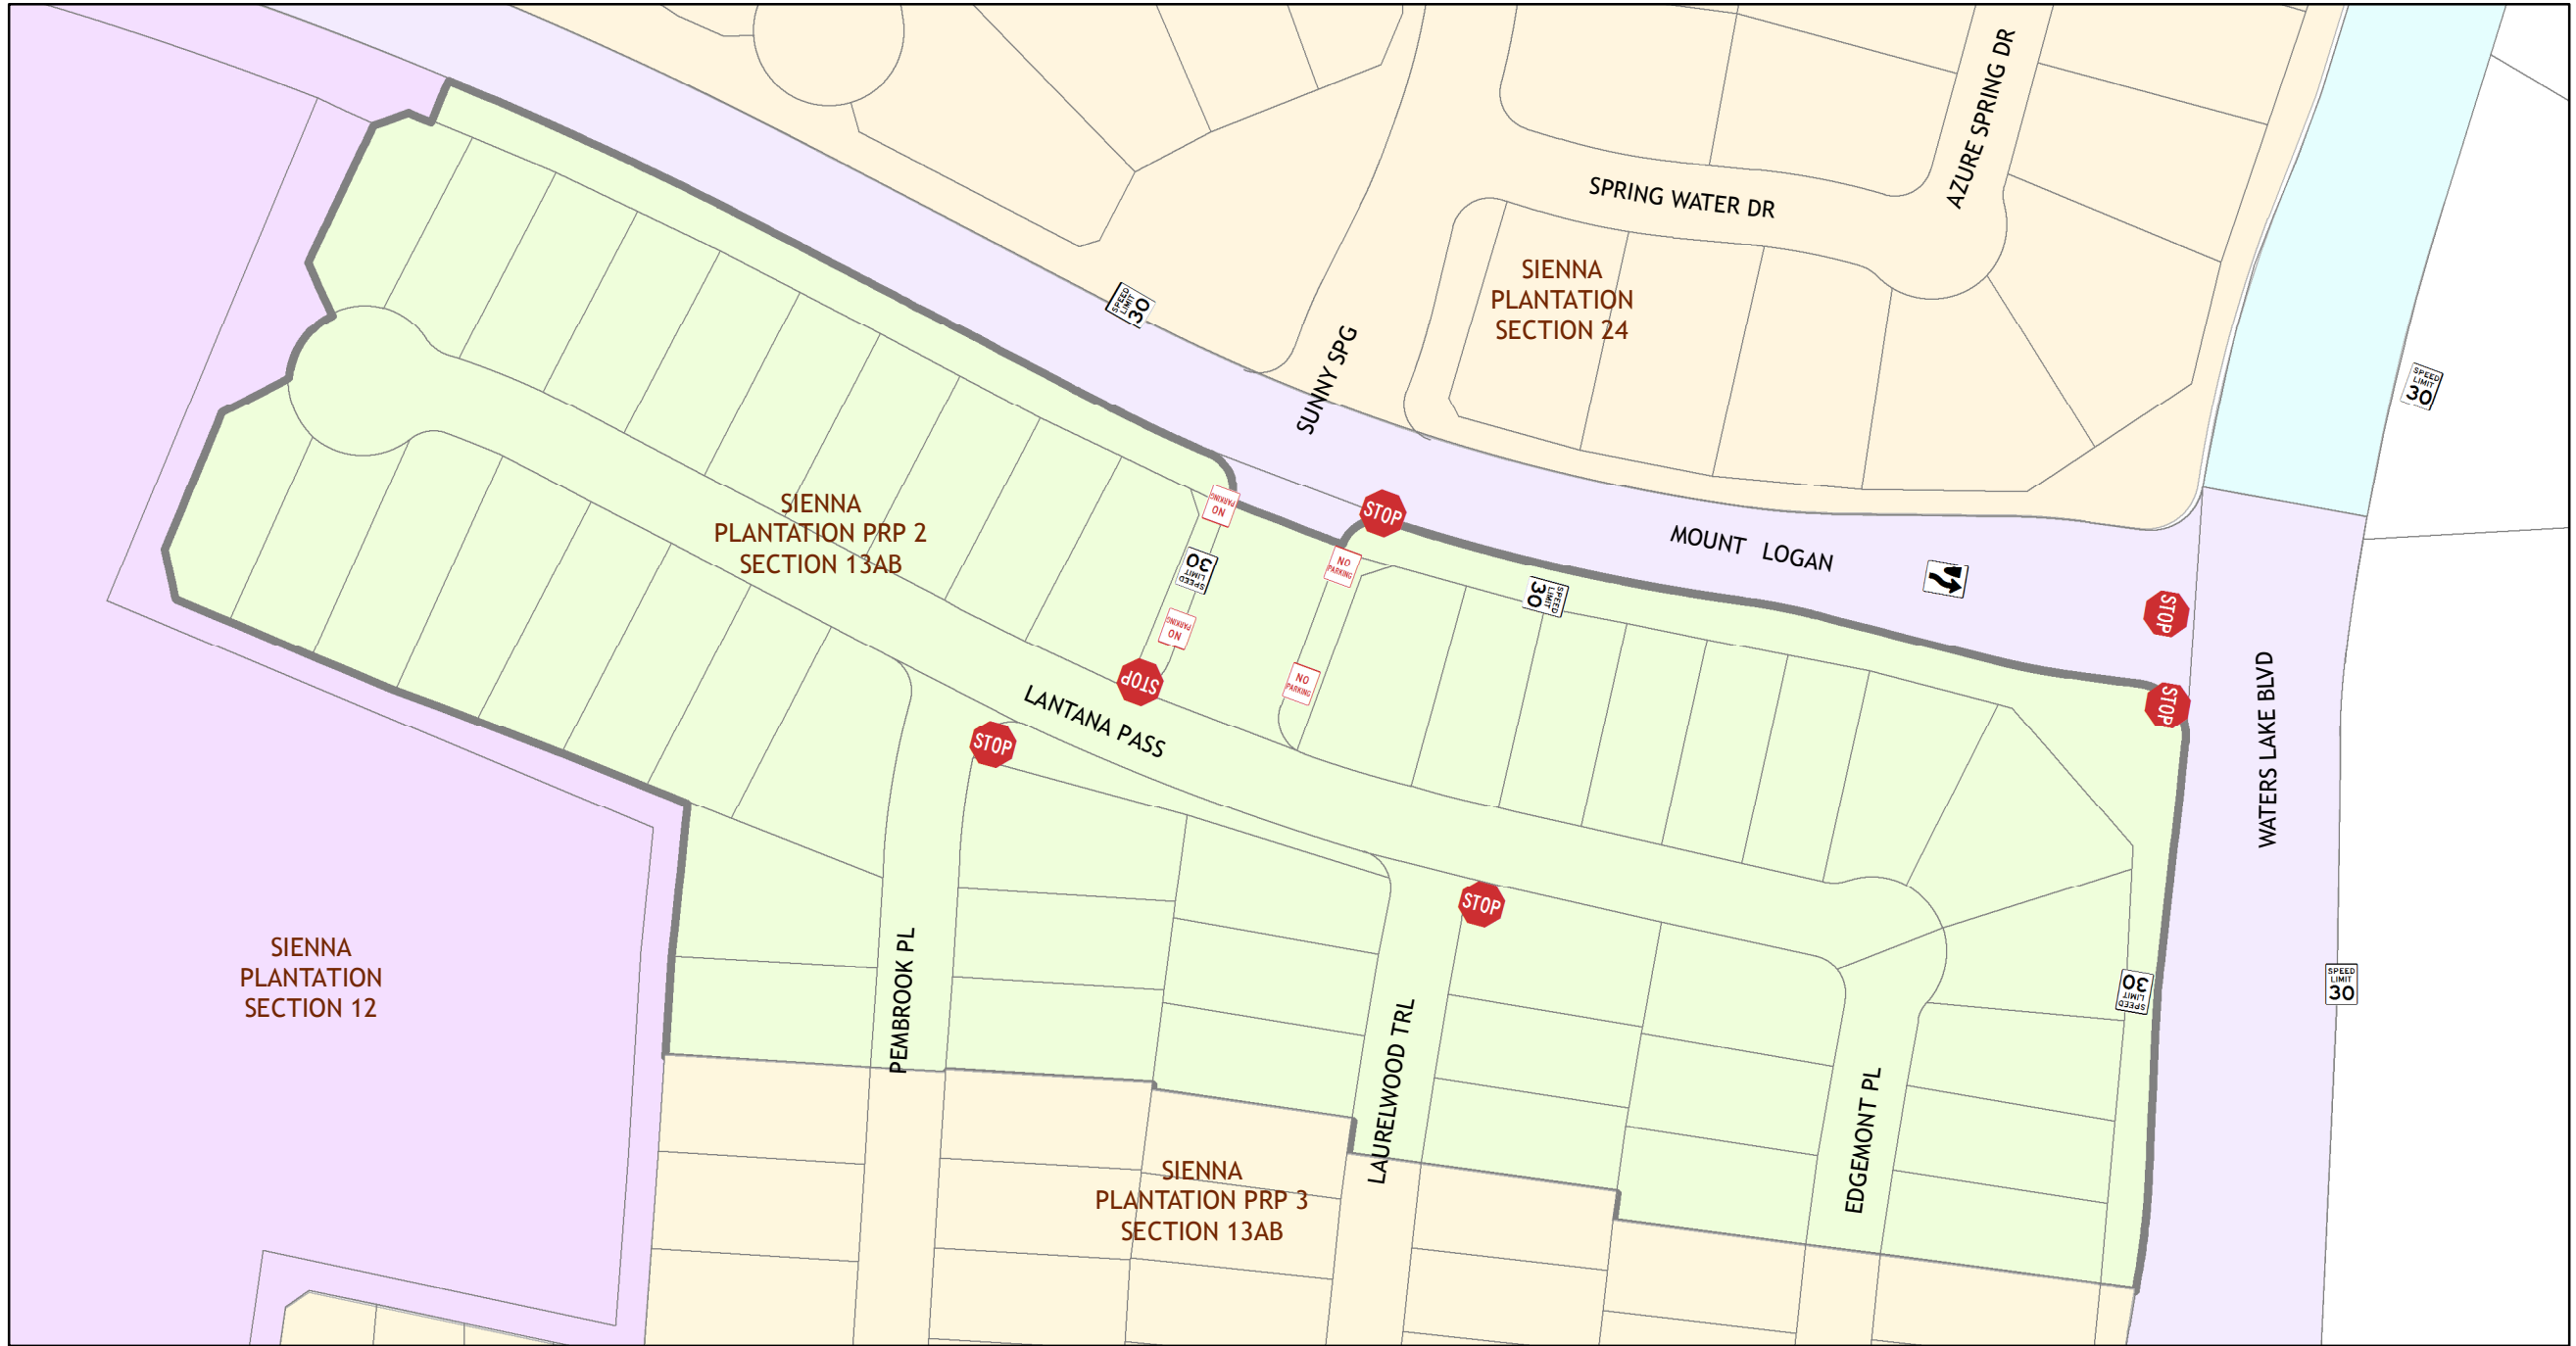 AZURE SPRING DR
SPRING WATER DR
SIENNA
PLANTATION
SECTION 24
SPEED
LIMIT
30
SUNNY SPG
SPEED
LIMIT
30
SIENNA
PLANTATION PRP 2
SECTION 13AB
NO
PARKING
STOP
MOUNT LOGAN
NO
PARKING
SPEED
LIMIT
30
SPEED
LIMIT
30
STOP
NO
PARKING
STOP
NO
PARKING
STOP
LANTANA PASS
STOP
WATERS LAKE BLVD
STOP
SIENNA
PLANTATION
SECTION 12
PEMBROOK PL
LAURELWOOD TRL
EDGEMONT PL
SPEED
LIMIT
30
SPEED
LIMIT
30
SIENNA
PLANTATION PRP 3
SECTION 13AB